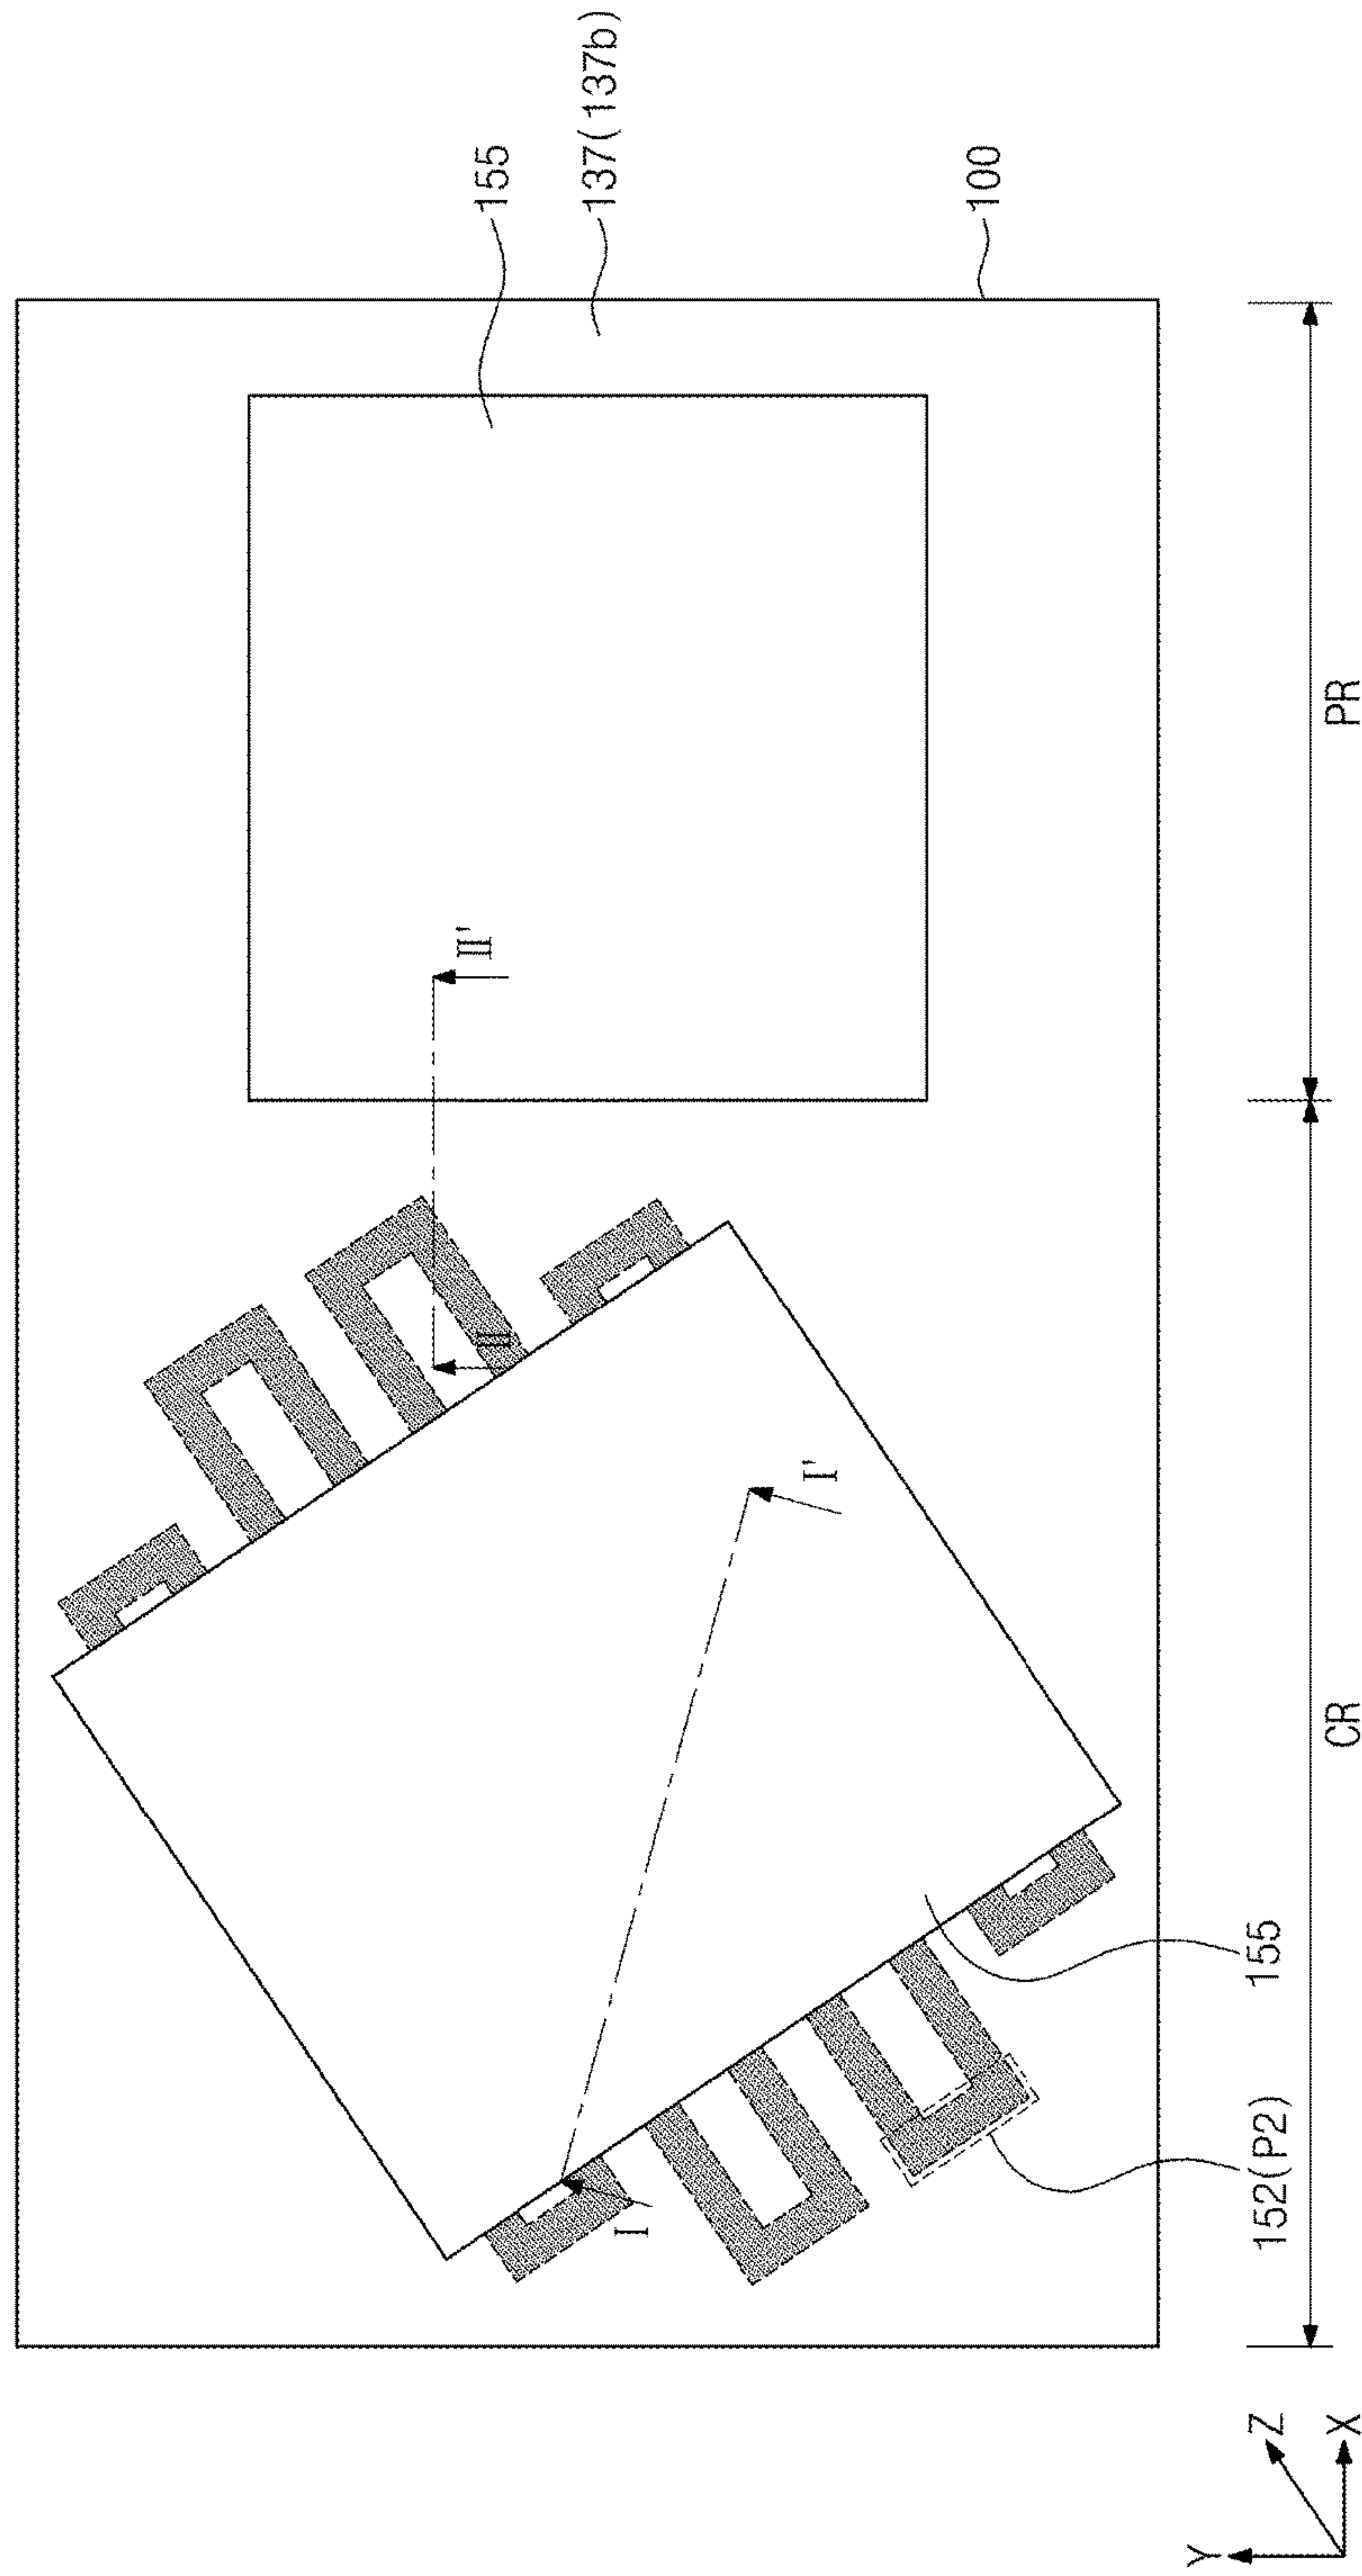 155
137(137b)
100
II
II'
I
I'
152(P2)
155
CR
PR
Y
Z
X